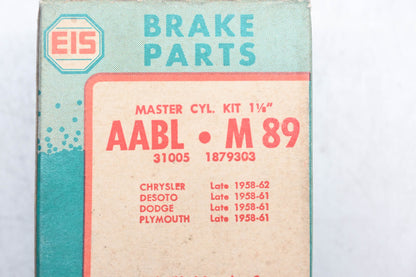 EIS
BRAKE
PARTS
MASTER CYL. KIT 1⅛"
AABL • M 89
31005 1879303
CHRYSLER Late 1958-62
DESOTO Late 1958-61
DODGE Late 1958-61
PLYMOUTH Late 1958-61